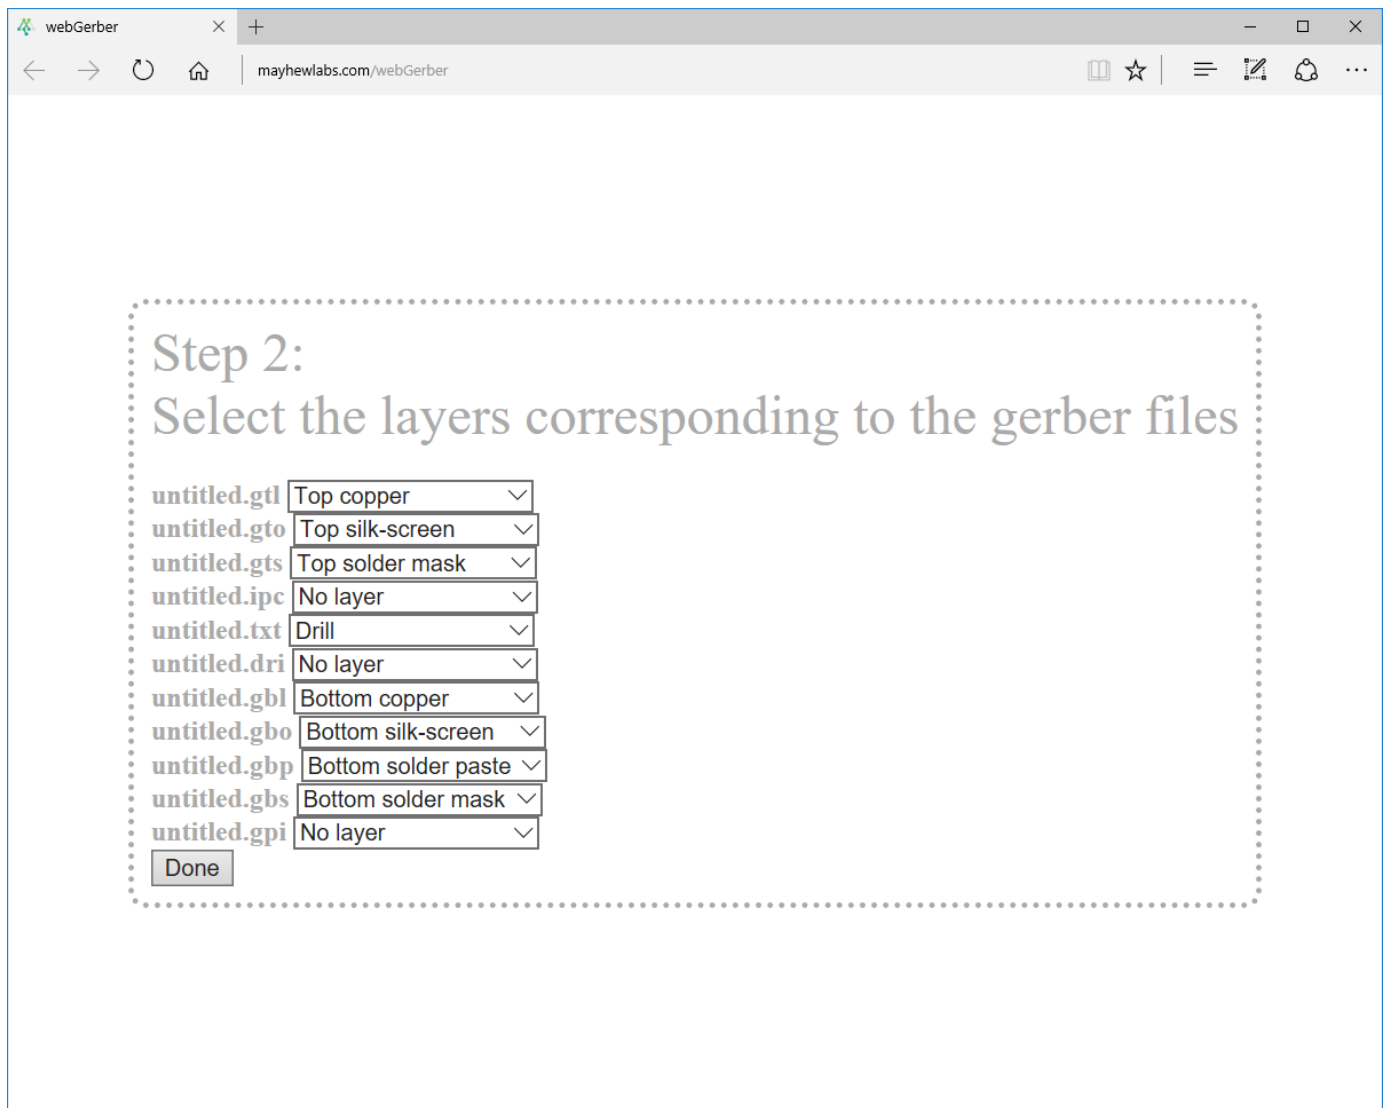 webGerber
mayhewlabs.com/webGerber
Step 2:
Select the layers corresponding to the gerber files
untitled.gtl Top copper
untitled.gto Top silk-screen
untitled.gts Top solder mask
untitled.ipc No layer
untitled.txt Drill
untitled.dri No layer
untitled.gbl Bottom copper
untitled.gbo Bottom silk-screen
untitled.gbp Bottom solder paste
untitled.gbs Bottom solder mask
untitled.gpi No layer
Done